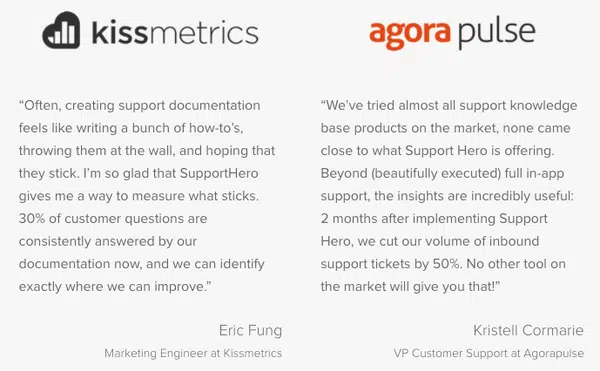 kissmetrics
“Often, creating support documentation
feels like writing a bunch of how-to’s,
throwing them at the wall, and hoping that
they stick. I’m so glad that SupportHero
gives me a way to measure what sticks.
30% of customer questions are
consistently answered by our
documentation now, and we can identify
exactly where we can improve.”
Eric Fung
Marketing Engineer at Kissmetrics
agora pulse
“We’ve tried almost all support knowledge
base products on the market, none came
close to what Support Hero is offering.
Beyond (beautifully executed) full in-app
support, the insights are incredibly useful:
2 months after implementing Support
Hero, we cut our volume of inbound
support tickets by 50%. No other tool on
the market will give you that!”
Kristell Cormarie
VP Customer Support at Agorapulse